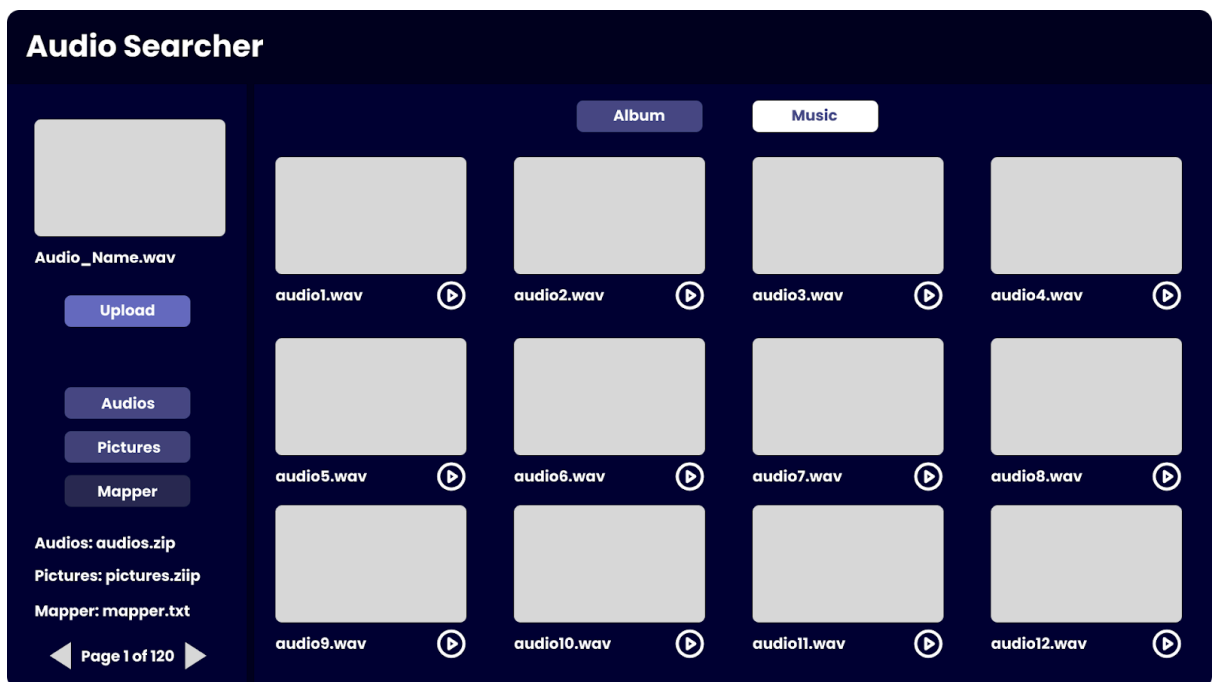 Audio Searcher
Audio_Name.wav
Upload
Audios
Pictures
Mapper
Audios: audios.zip
Pictures: pictures.ziip
Mapper: mapper.txt
Page 1 of 120
Album Music
audio1.wav audio2.wav audio3.wav audio4.wav
audio5.wav audio6.wav audio7.wav audio8.wav
audio9.wav audio10.wav audio11.wav audio12.wav